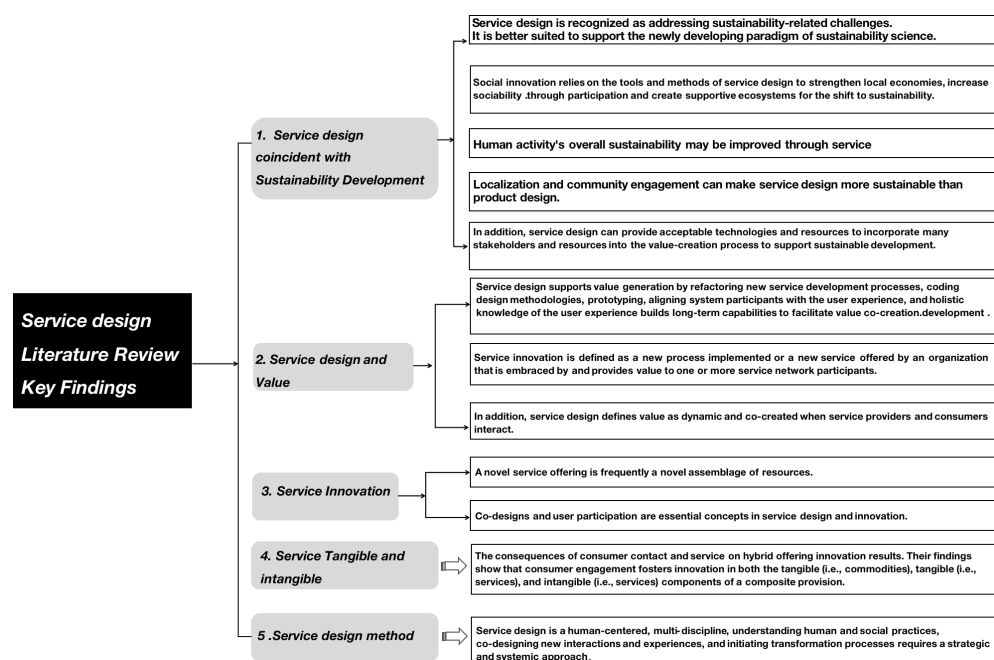 Service design
Literature Review
Key Findings
1. Service design
coincident with
Sustainability Development
Service design is recognized as addressing sustainability-related challenges.
It is better suited to support the newly developing paradigm of sustainability science.
Social innovation relies on the tools and methods of service design to strengthen local economies, increase
sociability .through participation and create supportive ecosystems for the shift to sustainability.
Human activity's overall sustainability may be improved through service
Localization and community engagement can make service design more sustainable than
product design.
In addition, service design can provide acceptable technologies and resources to incorporate many
stakeholders and resources into the value-creation process to support sustainable development.
2. Service design and
Value
Service design supports value generation by refactoring new service development processes, coding
design methodologies, prototyping, aligning system participants with the user experience, and holistic
knowledge of the user experience builds long-term capabilities to facilitate value co-creation.development .
Service innovation is defined as a new process implemented or a new service offered by an organization
that is embraced by and provides value to one or more service network participants.
In addition, service design defines value as dynamic and co-created when service providers and consumers
interact.
3. Service Innovation
A novel service offering is frequently a novel assemblage of resources.
Co-designs and user participation are essential concepts in service design and innovation.
4. Service Tangible and
intangible
The consequences of consumer contact and service on hybrid offering innovation results. Their findings
show that consumer engagement fosters innovation in both the tangible (i.e., commodities), tangible (i.e.,
services), and intangible (i.e., services) components of a composite provision.
5 .Service design method
Service design is a human-centered, multi-discipline, understanding human and social practices,
co-designing new interactions and experiences, and initiating transformation processes requires a strategic
and systemic approach.